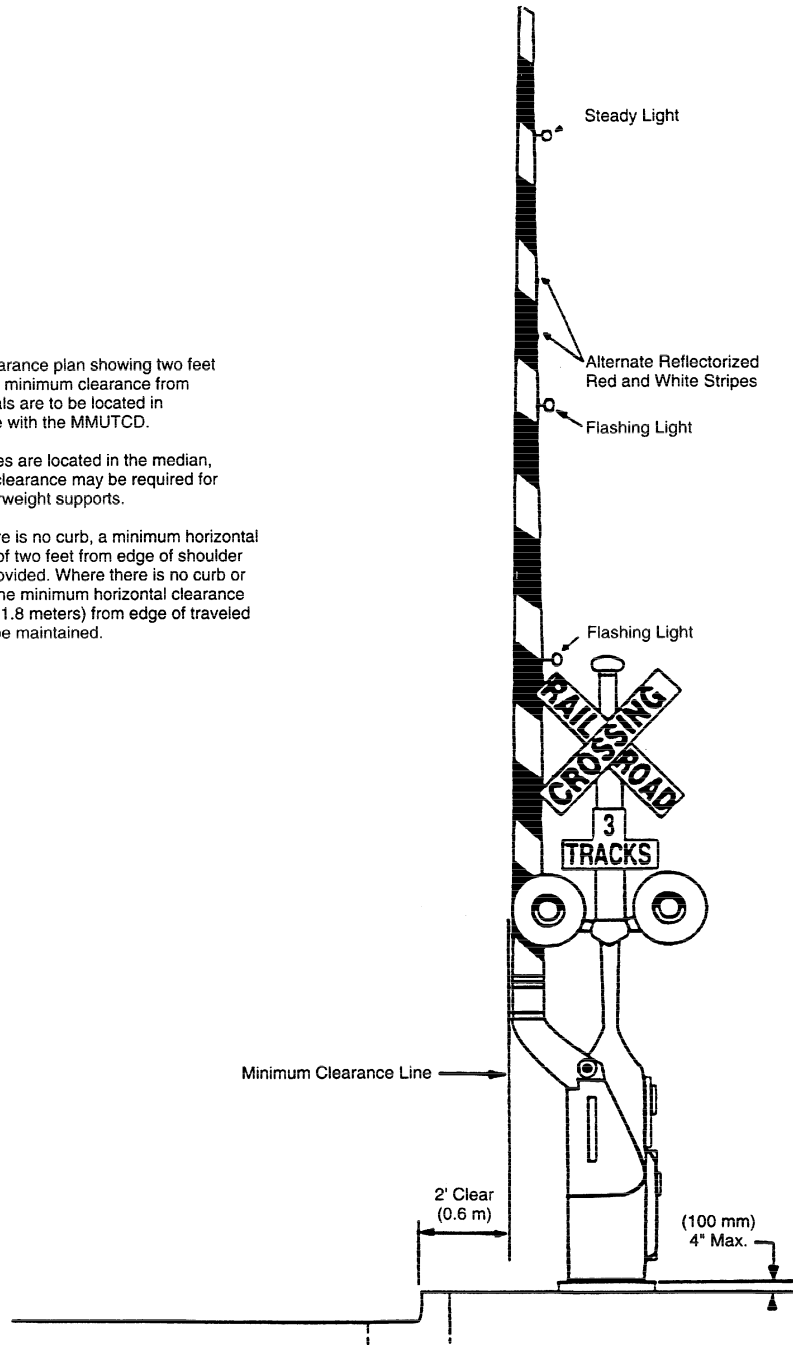 Steady Light
arance plan showing two feet
minimum clearance from
als are to be located in
e with the MMUTCD.
Alternate Reflectorized
Red and White Stripes
Flashing Light
es are located in the median,
clearance may be required for
rweight supports.
re is no curb, a minimum horizontal
of two feet from edge of shoulder
ovided. Where there is no curb or
he minimum horizontal clearance
1.8 meters) from edge of traveled
be maintained.
Flashing Light
RAIL ROAD
CROSSING
3
TRACKS
Minimum Clearance Line
2' Clear
(0.6 m)
(100 mm)
4" Max.